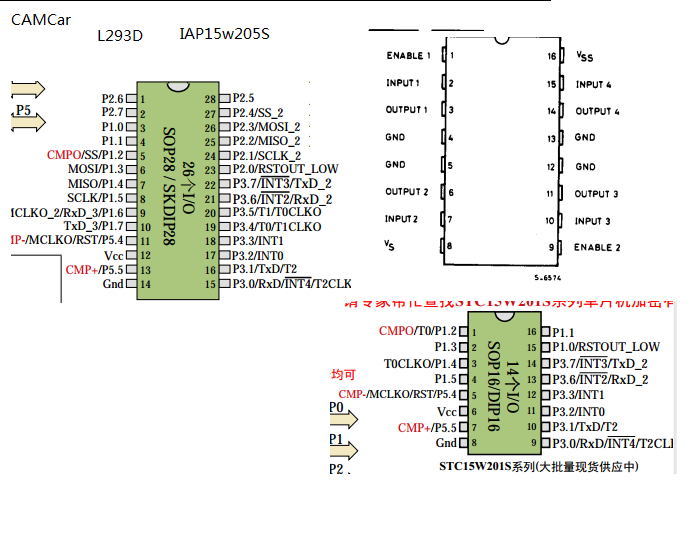 CAMCar
L293D
IAP15w205S
P5
P2.6 1
P2.7 2
P1.0 3
P1.1 4
CMPO/SS/P1.2 5
MOSI/P1.3 6
MISO/P1.4 7
SCLK/P1.5 8
MCLKO_2/RxD_3/P1.6 9
TxD_3/P1.7 10
MP-/MCLKO/RST/P5.4 11
Vcc 12
CMP+/P5.5 13
Gnd 14
26个I/O
SOP28 / SKDIP28
28 P2.5
27 P2.4/SS_2
26 P2.3/MOSI_2
25 P2.2/MISO_2
24 P2.1/SCLK_2
23 P2.0/RSTOUT_LOW
22 P3.7/INT3/TxD_2
21 P3.6/INT2/RxD_2
20 P3.5/T1/T0CLKO
19 P3.4/T0/T1CLKO
18 P3.3/INT1
17 P3.2/INT0
16 P3.1/TxD/T2
15 P3.0/RxD/INT4/T2CLK
ENABLE 1 1
INPUT 1 2
OUTPUT 1 3
GND 4
GND 5
OUTPUT 2 6
INPUT 2 7
VS 8
16 VSS
15 INPUT 4
14 OUTPUT 4
13 GND
12 GND
11 OUTPUT 3
10 INPUT 3
9 ENABLE 2
S-6574
请专家帮忙查找STC15W201S系列单片机加密有
均可
P0
P1
P2
CMPO/T0/P1.2 1
P1.3 2
T0CLKO/P1.4 3
P1.5 4
CMP-/MCLKO/RST/P5.4 5
Vcc 6
CMP+/P5.5 7
Gnd 8
14个I/O
SOP16/DIP16
16 P1.1
15 P1.0/RSTOUT_LOW
14 P3.7/INT3/TxD_2
13 P3.6/INT2/RxD_2
12 P3.3/INT1
11 P3.2/INT0
10 P3.1/TxD/T2
9 P3.0/RxD/INT4/T2CL
STC15W201S系列(大批量现货供应中)